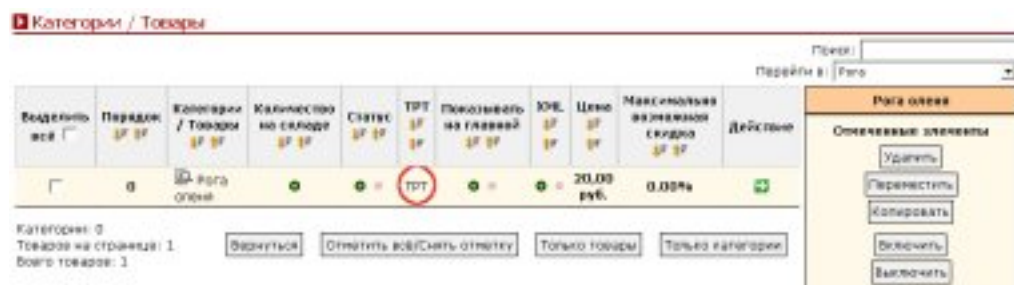 Категории / Товары
Поиск:
Перейти в: Рога
Выделить всё
Порядок
Категории / Товары
Количество на складе
Статус
TPT
Показывать на главной
XML
Цена
Максимально возможная скидка
Действие
0
Рога оленя
TPT
20,00 руб.
0.00%
Категории: 0
Товаров на странице: 1
Всего товаров: 1
Вернуться
Отметить всё/Снять отметку
Только товары
Только категории
Рога оленя
Отмеченные элементы
Удалить
Переместить
Копировать
Включить
Выключить